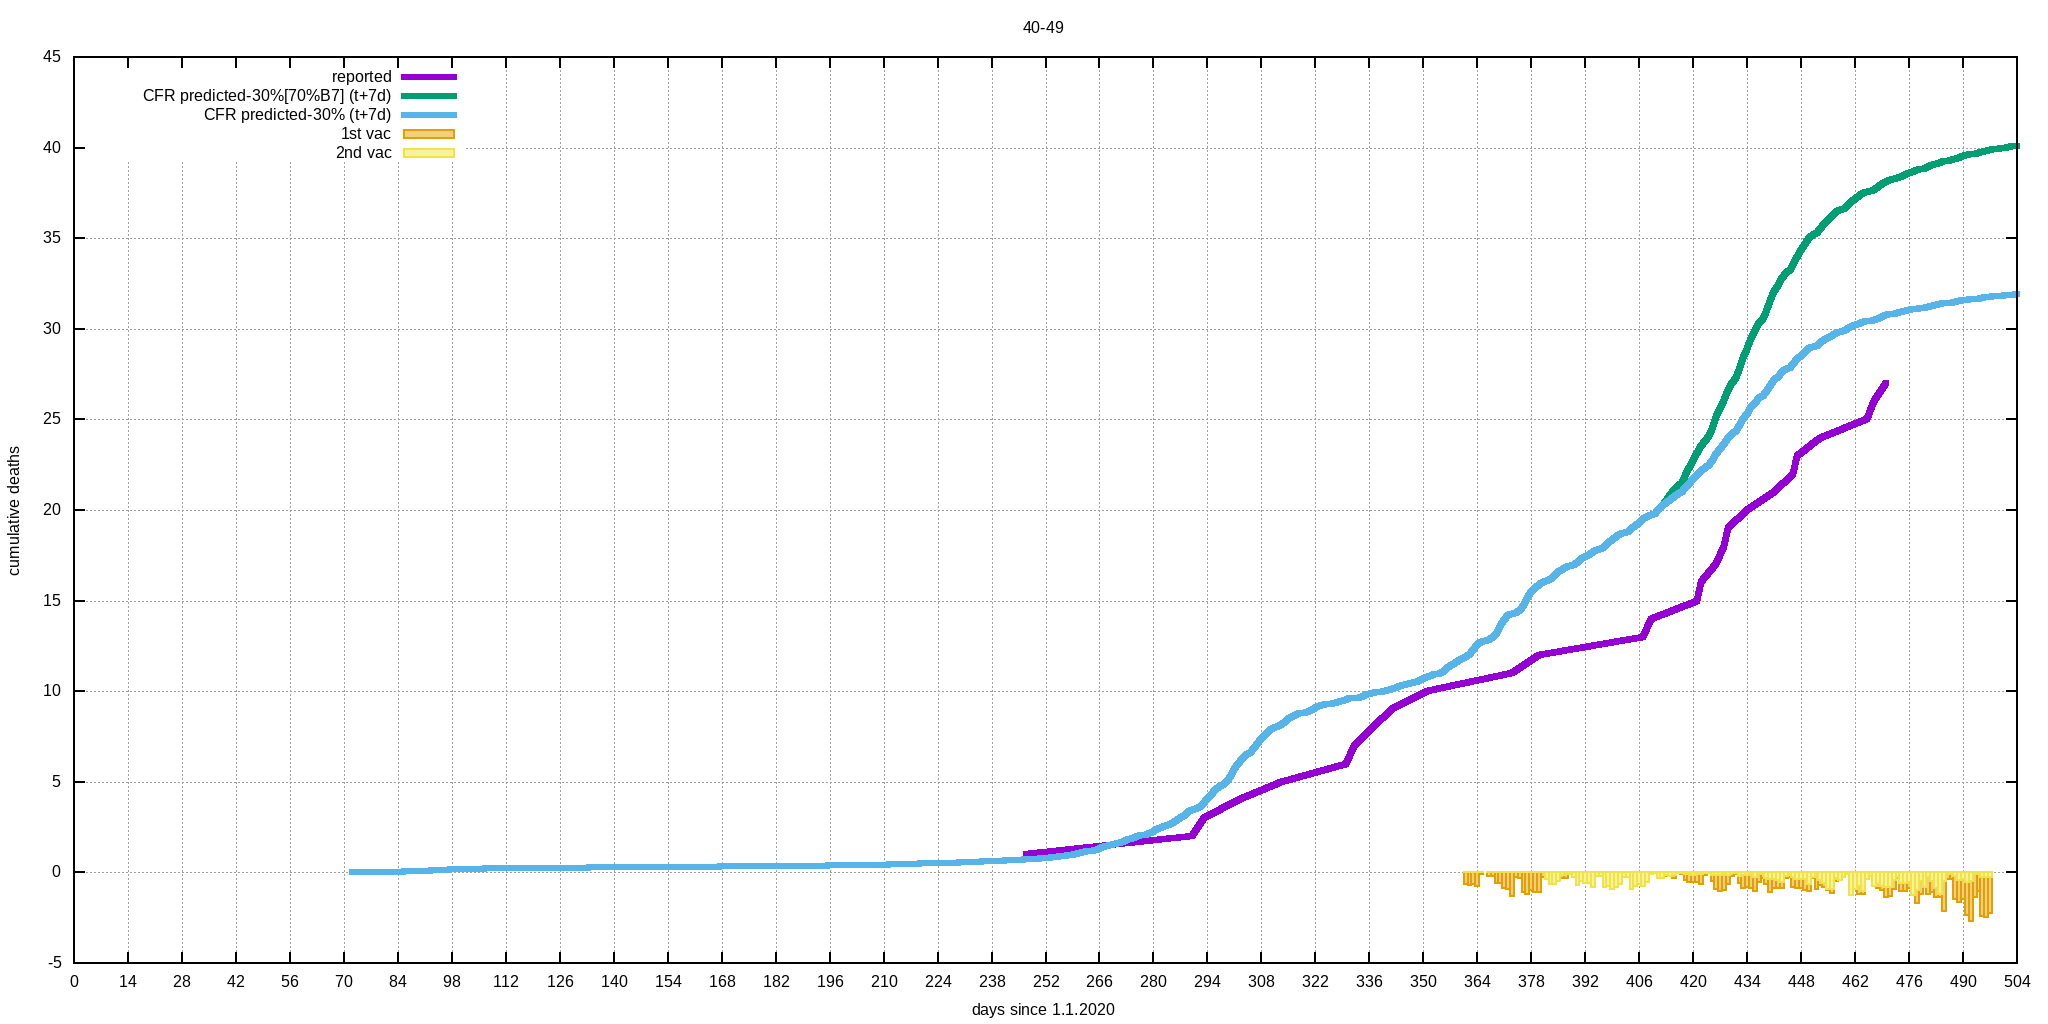 40-49
reported
CFR predicted-30%[70%B7] (t+7d)
CFR predicted-30% (t+7d)
1st vac
2nd vac
45
40
35
30
25
20
15
10
5
0
-5
cumulative deaths
0 14 28 42 56 70 84 98 112 126 140 154 168 182 196 210 224 238 252 266 280 294 308 322 336 350 364 378 392 406 420 434 448 462 476 490 504
days since 1.1.2020